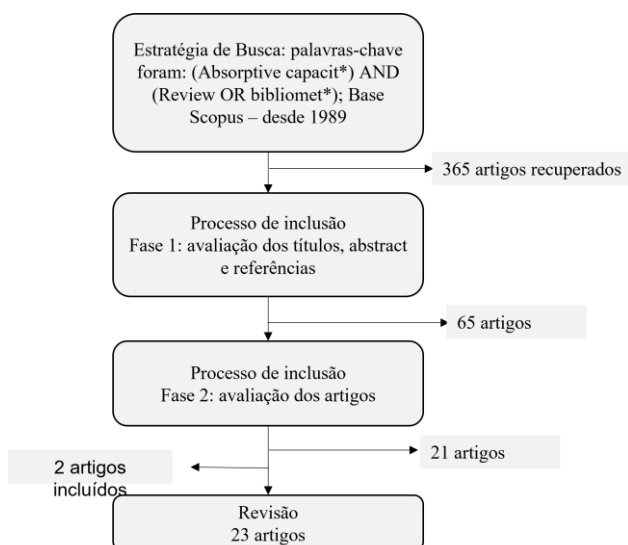 Estratégia de Busca: palavras-chave
foram: (Absorptive capacit*) AND
(Review OR bibliomet*); Base
Scopus – desde 1989
365 artigos recuperados
Processo de inclusão
Fase 1: avaliação dos títulos, abstract
e referências
65 artigos
Processo de inclusão
Fase 2: avaliação dos artigos
21 artigos
2 artigos
incluídos
Revisão
23 artigos